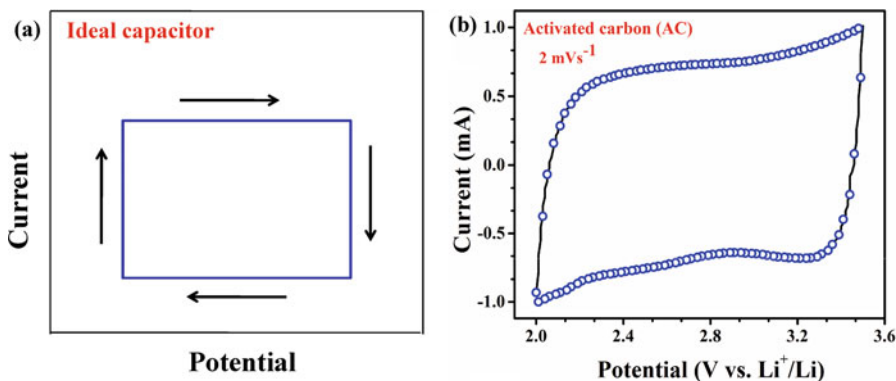 (a)
Ideal capacitor
Current
Potential
(b)
Activated carbon (AC)
2 mVs⁻¹
Current (mA)
1.0
0.5
0.0
-0.5
-1.0
2.0 2.4 2.8 3.2 3.6
Potential (V vs. Li⁺/Li)